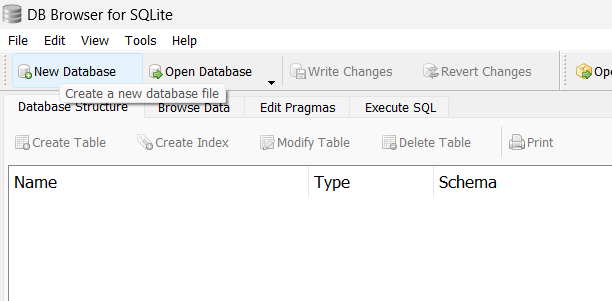 DB Browser for SQLite
File Edit View Tools Help
New Database Open Database Write Changes Revert Changes
Create a new database file
Database Structure Browse Data Edit Pragmas Execute SQL
Create Table Create Index Modify Table Delete Table Print
Name Type Schema